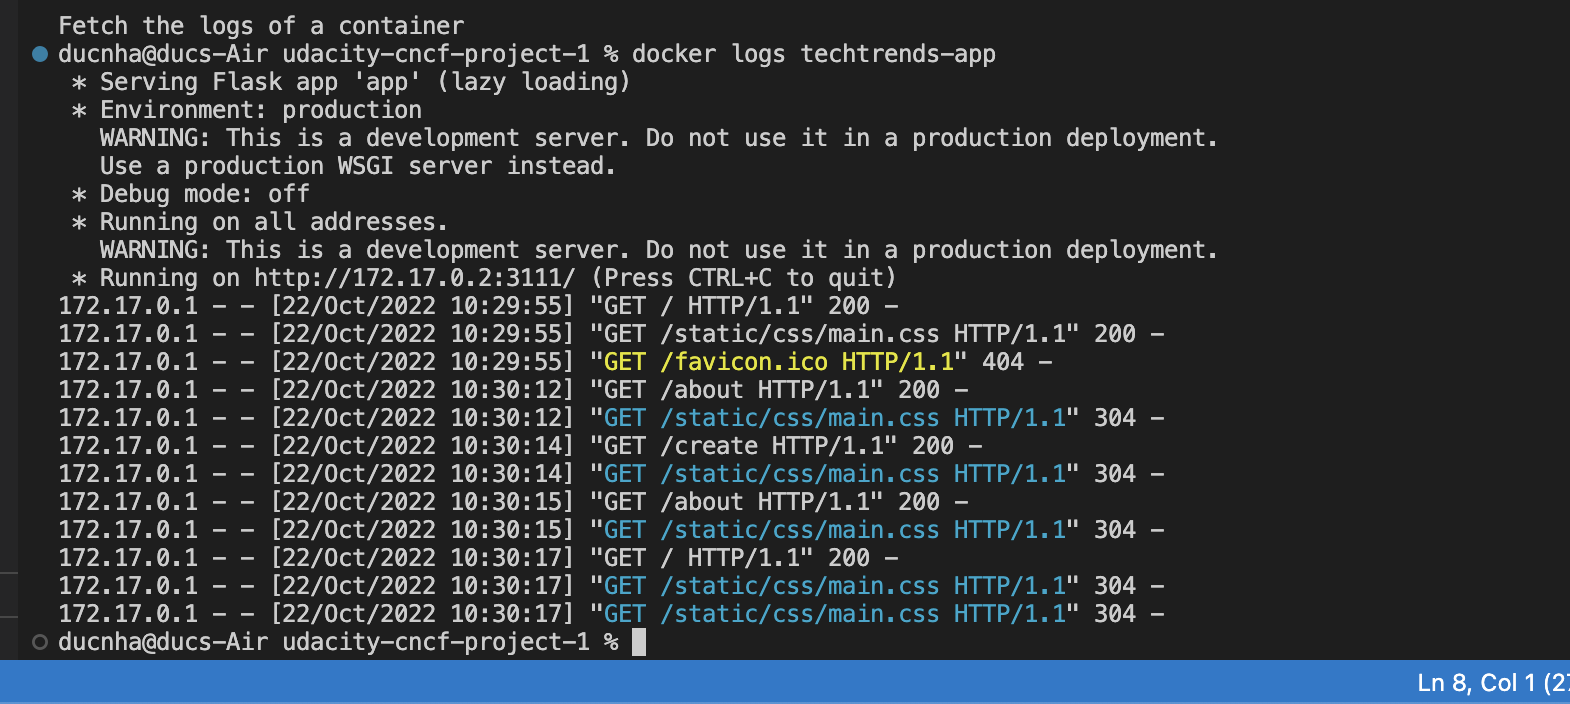 Fetch the logs of a container
ducnha@ducs-Air udacity-cncf-project-1 % docker logs techtrends-app
 * Serving Flask app 'app' (lazy loading)
 * Environment: production
   WARNING: This is a development server. Do not use it in a production deployment.
   Use a production WSGI server instead.
 * Debug mode: off
 * Running on all addresses.
   WARNING: This is a development server. Do not use it in a production deployment.
 * Running on http://172.17.0.2:3111/ (Press CTRL+C to quit)
172.17.0.1 - - [22/Oct/2022 10:29:55] "GET / HTTP/1.1" 200 -
172.17.0.1 - - [22/Oct/2022 10:29:55] "GET /static/css/main.css HTTP/1.1" 200 -
172.17.0.1 - - [22/Oct/2022 10:29:55] "GET /favicon.ico HTTP/1.1" 404 -
172.17.0.1 - - [22/Oct/2022 10:30:12] "GET /about HTTP/1.1" 200 -
172.17.0.1 - - [22/Oct/2022 10:30:12] "GET /static/css/main.css HTTP/1.1" 304 -
172.17.0.1 - - [22/Oct/2022 10:30:14] "GET /create HTTP/1.1" 200 -
172.17.0.1 - - [22/Oct/2022 10:30:14] "GET /static/css/main.css HTTP/1.1" 304 -
172.17.0.1 - - [22/Oct/2022 10:30:15] "GET /about HTTP/1.1" 200 -
172.17.0.1 - - [22/Oct/2022 10:30:15] "GET /static/css/main.css HTTP/1.1" 304 -
172.17.0.1 - - [22/Oct/2022 10:30:17] "GET / HTTP/1.1" 200 -
172.17.0.1 - - [22/Oct/2022 10:30:17] "GET /static/css/main.css HTTP/1.1" 304 -
172.17.0.1 - - [22/Oct/2022 10:30:17] "GET /static/css/main.css HTTP/1.1" 304 -
ducnha@ducs-Air udacity-cncf-project-1 %
Ln 8, Col 1